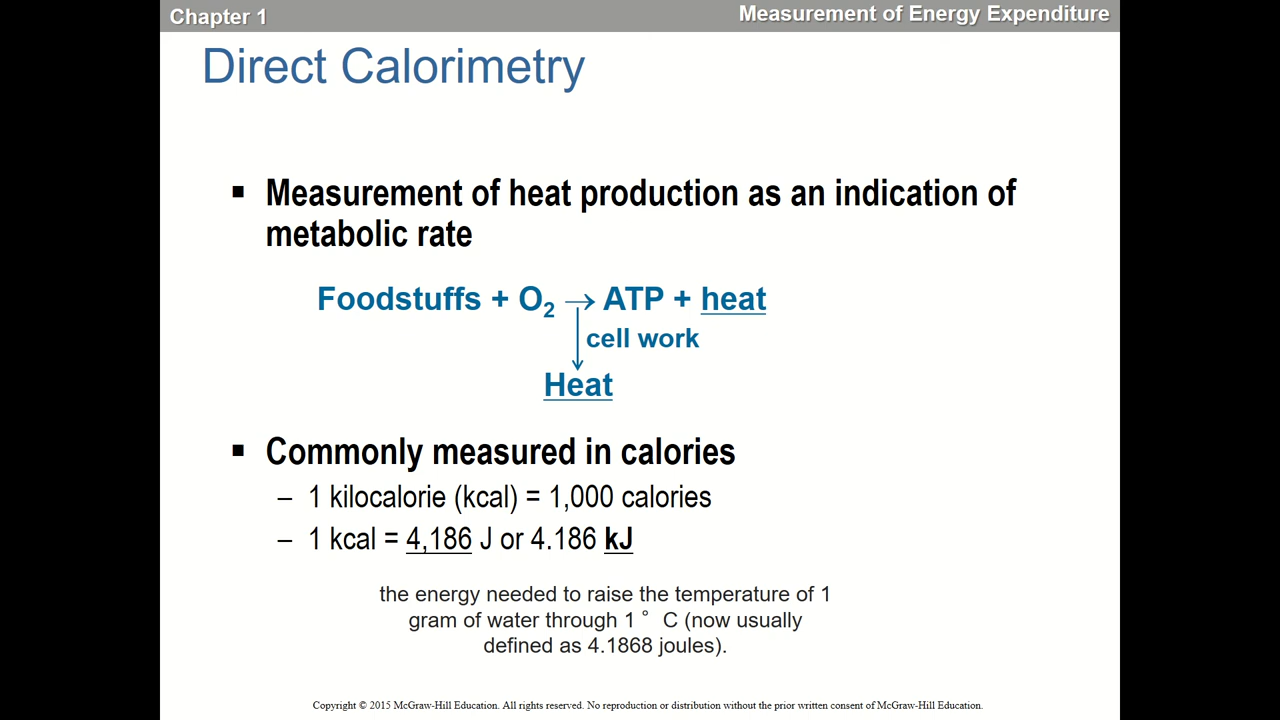 Chapter 1
Measurement of Energy Expenditure
Direct Calorimetry
▪ Measurement of heat production as an indication of
metabolic rate
Foodstuffs + O₂ → ATP + heat
cell work
Heat
▪ Commonly measured in calories
– 1 kilocalorie (kcal) = 1,000 calories
– 1 kcal = 4,186 J or 4.186 kJ
the energy needed to raise the temperature of 1
gram of water through 1 ° C (now usually
defined as 4.1868 joules).
Copyright © 2015 McGraw-Hill Education. All rights reserved. No reproduction or distribution without the prior written consent of McGraw-Hill Education.